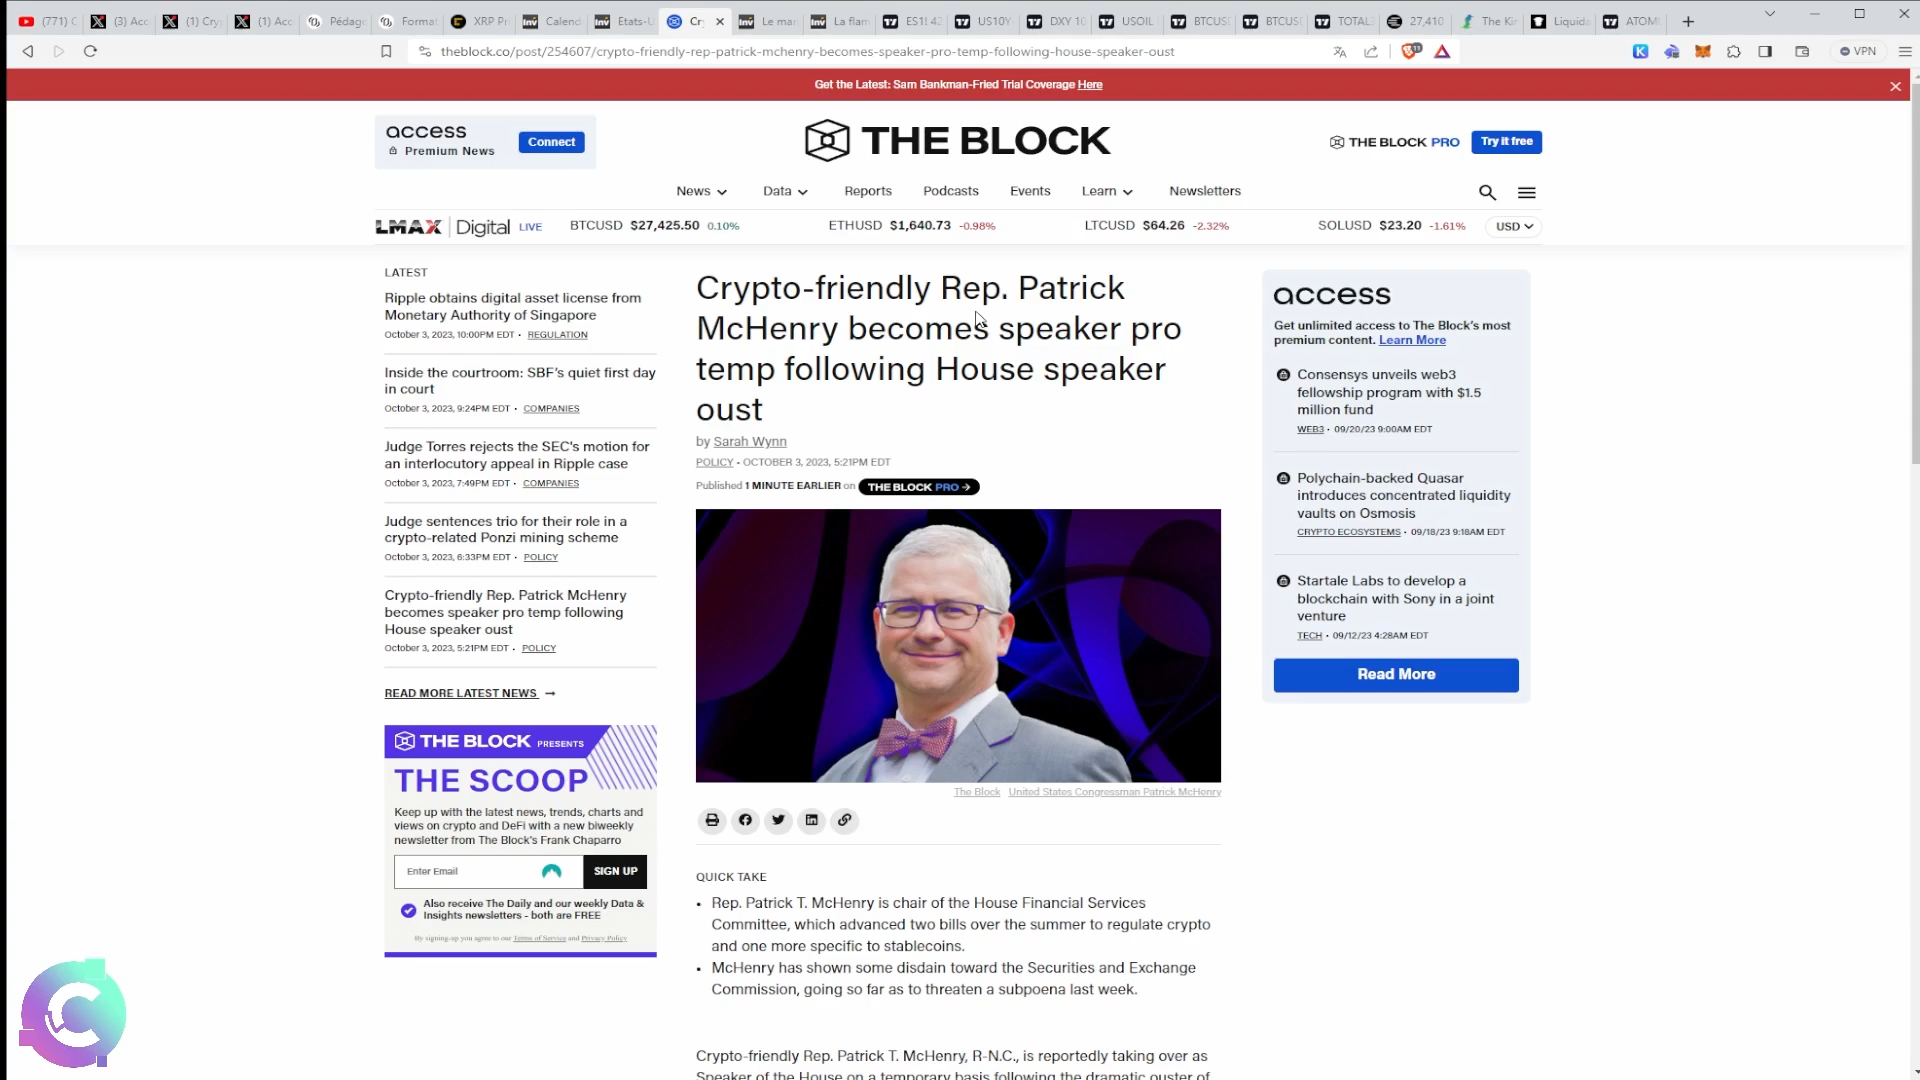 (771) C
(3) Acc
(1) Cry
(1) Acc
Pédag
Format
XRP Pr
Calend
Etats-U
Cr
Le mar
La flam
ES1! 42
US10Y
DXY 10
USOIL
BTCUS
BTCUS
TOTAL
27,410
The Kin
Liquida
ATOM
theblock.co/post/254607/crypto-friendly-rep-patrick-mchenry-becomes-speaker-pro-temp-following-house-speaker-oust
VPN
Get the Latest: Sam Bankman-Fried Trial Coverage Here
access
Premium News
Connect
THE BLOCK
THE BLOCK PRO
Try it free
News
Data
Reports
Podcasts
Events
Learn
Newsletters
LMAX Digital LIVE
BTCUSD $27,425.50 0.10%
ETHUSD $1,640.73 -0.98%
LTCUSD $64.26 -2.32%
SOLUSD $23.20 -1.61%
USD
LATEST
Ripple obtains digital asset license from
Monetary Authority of Singapore
October 3, 2023, 10:00PM EDT • REGULATION
Inside the courtroom: SBF's quiet first day
in court
October 3, 2023, 9:24PM EDT • COMPANIES
Judge Torres rejects the SEC's motion for
an interlocutory appeal in Ripple case
October 3, 2023, 7:49PM EDT • COMPANIES
Judge sentences trio for their role in a
crypto-related Ponzi mining scheme
October 3, 2023, 6:33PM EDT • POLICY
Crypto-friendly Rep. Patrick McHenry
becomes speaker pro temp following
House speaker oust
October 3, 2023, 5:21PM EDT • POLICY
READ MORE LATEST NEWS →
THE BLOCK PRESENTS
THE SCOOP
Keep up with the latest news, trends, charts and
views on crypto and DeFi with a new biweekly
newsletter from The Block's Frank Chaparro
Enter Email
SIGN UP
Also receive The Daily and our weekly Data &
Insights newsletters - both are FREE
By signing-up you agree to our Terms of Service and Privacy Policy
Crypto-friendly Rep. Patrick
McHenry becomes speaker pro
temp following House speaker
oust
by Sarah Wynn
POLICY • OCTOBER 3, 2023, 5:21PM EDT
Published 1 MINUTE EARLIER on THE BLOCK PRO →
The Block United States Congressman Patrick McHenry
QUICK TAKE
• Rep. Patrick T. McHenry is chair of the House Financial Services
Committee, which advanced two bills over the summer to regulate crypto
and one more specific to stablecoins.
• McHenry has shown some disdain toward the Securities and Exchange
Commission, going so far as to threaten a subpoena last week.
Crypto-friendly Rep. Patrick T. McHenry, R-N.C., is reportedly taking over as
Speaker of the House on a temporary basis following the dramatic ouster of
access
Get unlimited access to The Block's most
premium content. Learn More
Consensys unveils web3
fellowship program with $1.5
million fund
WEB3 • 09/20/23 9:00AM EDT
Polychain-backed Quasar
introduces concentrated liquidity
vaults on Osmosis
CRYPTO ECOSYSTEMS • 09/18/23 9:18AM EDT
Startale Labs to develop a
blockchain with Sony in a joint
venture
TECH • 09/12/23 4:28AM EDT
Read More